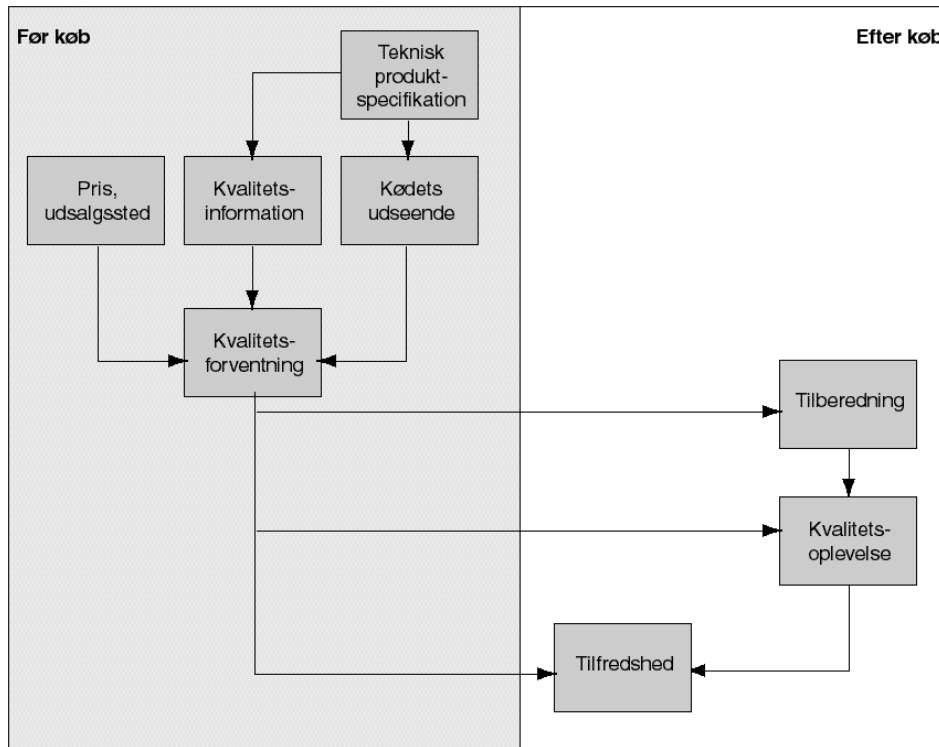 Før køb
Efter køb
Teknisk
produkt-
specifikation
Pris,
udsalgssted
Kvalitets-
information
Kødets
udseende
Kvalitets-
forventning
Tilberedning
Kvalitets-
oplevelse
Tilfredshed